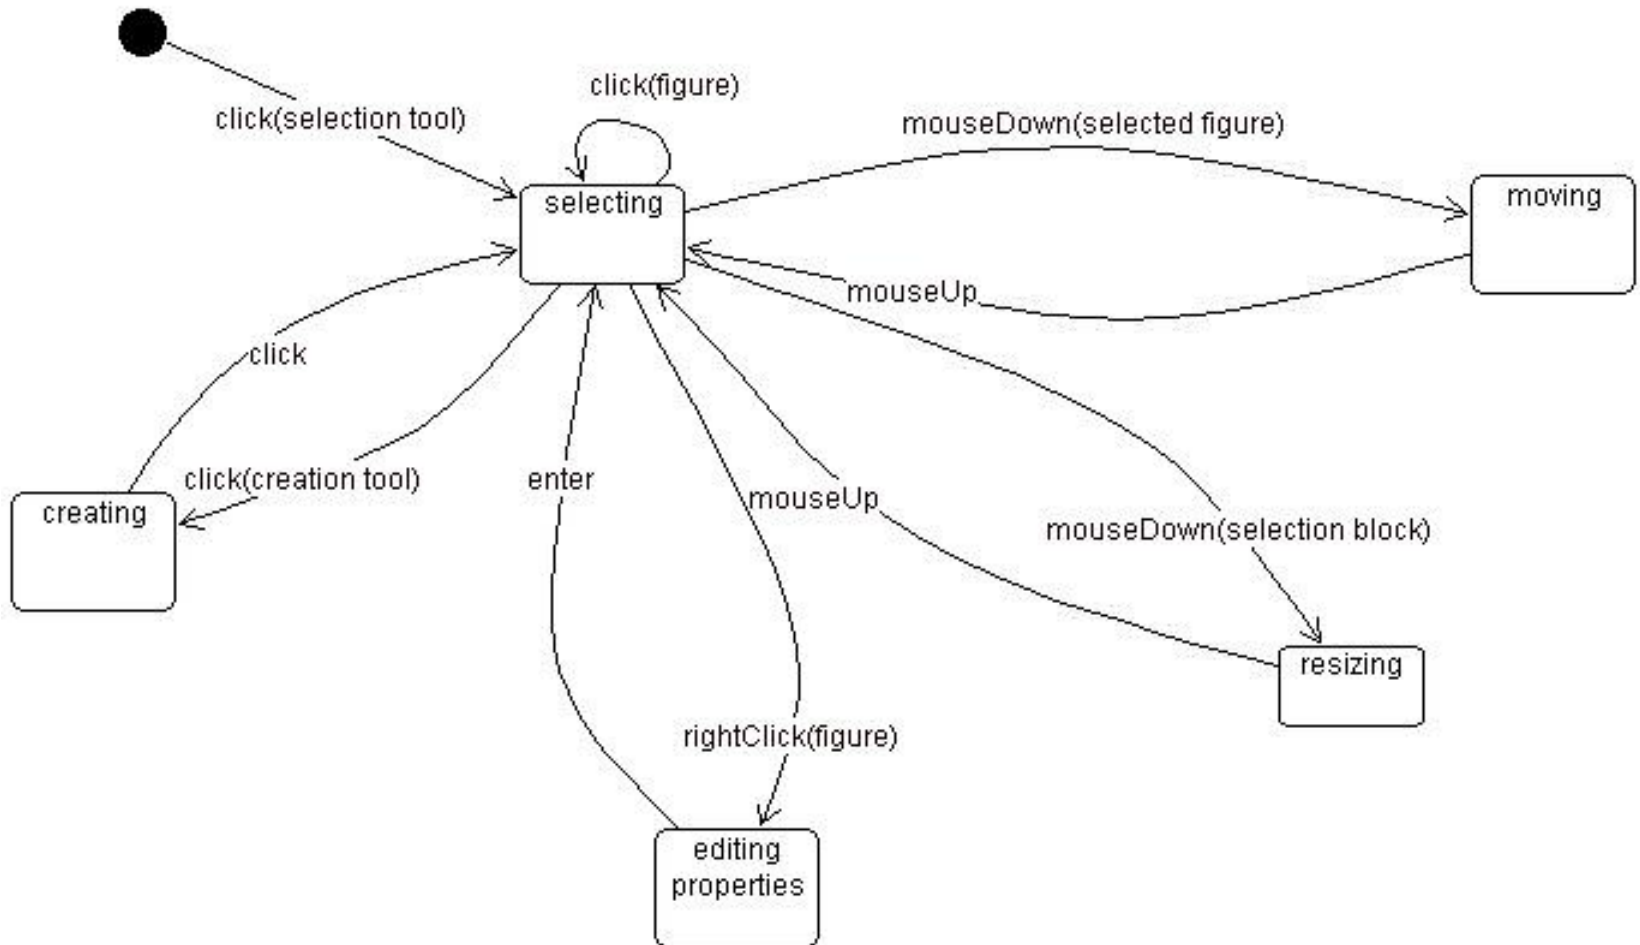 click(figure)
click(selection tool)
mouseDown(selected figure)
selecting
moving
mouseUp
click
click(creation tool)
enter
mouseUp
creating
mouseDown(selection block)
resizing
rightClick(figure)
editing
properties